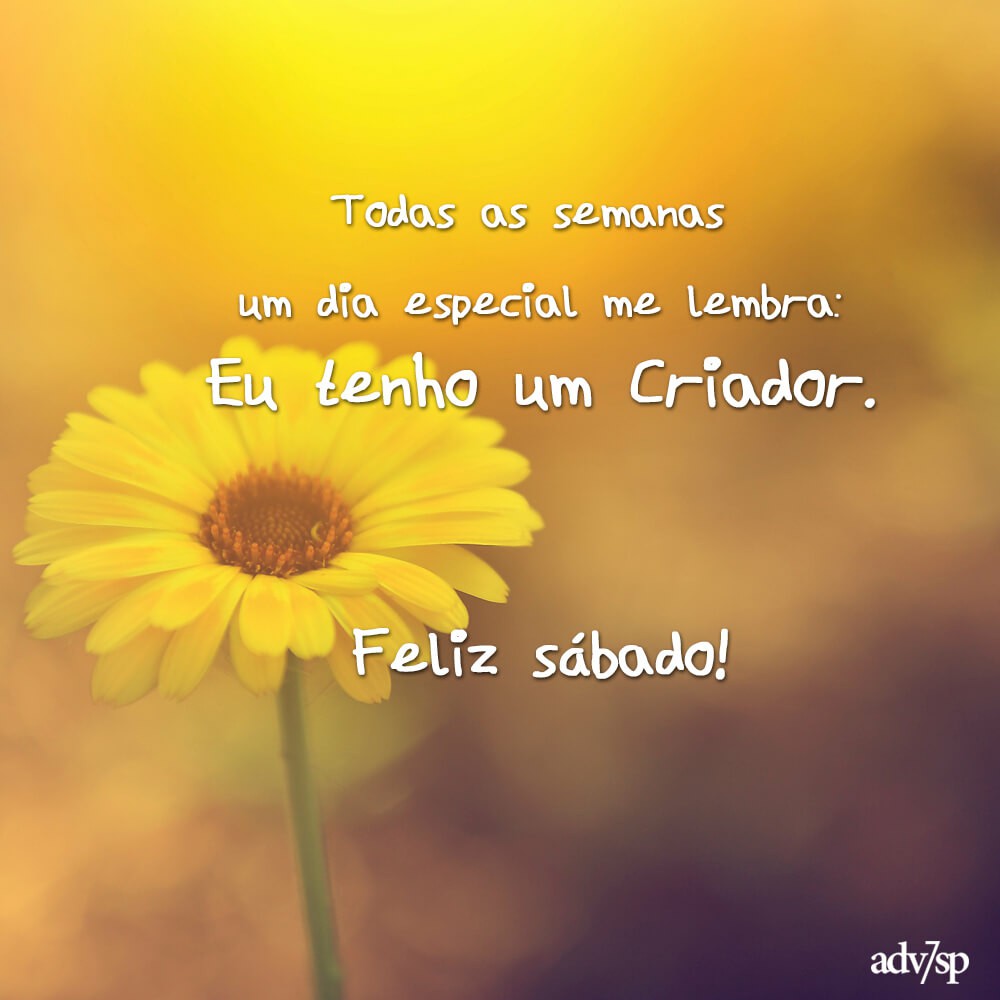 Todas as semanas
um dia especial me lembra:
Eu tenho um Criador.
Feliz sábado!
adv7sp